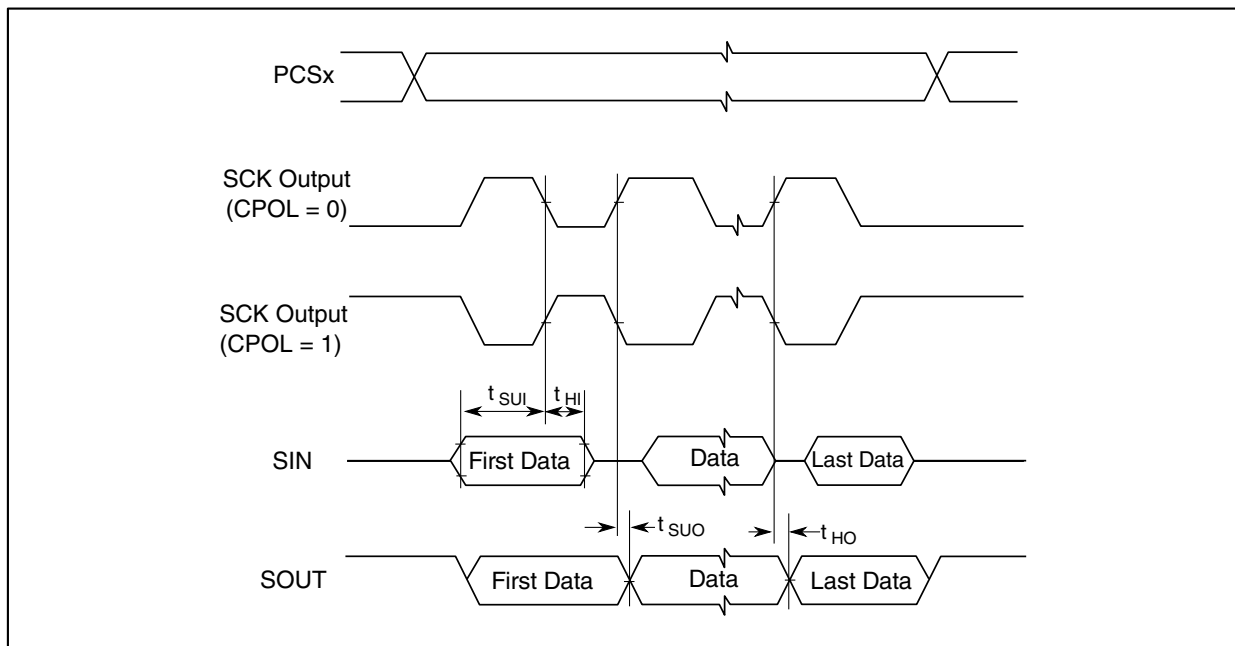 PCSx
SCK Output
(CPOL = 0)
SCK Output
(CPOL = 1)
t SUI
t HI
SIN
First Data
Data
Last Data
t SUO
t HO
SOUT
First Data
Data
Last Data